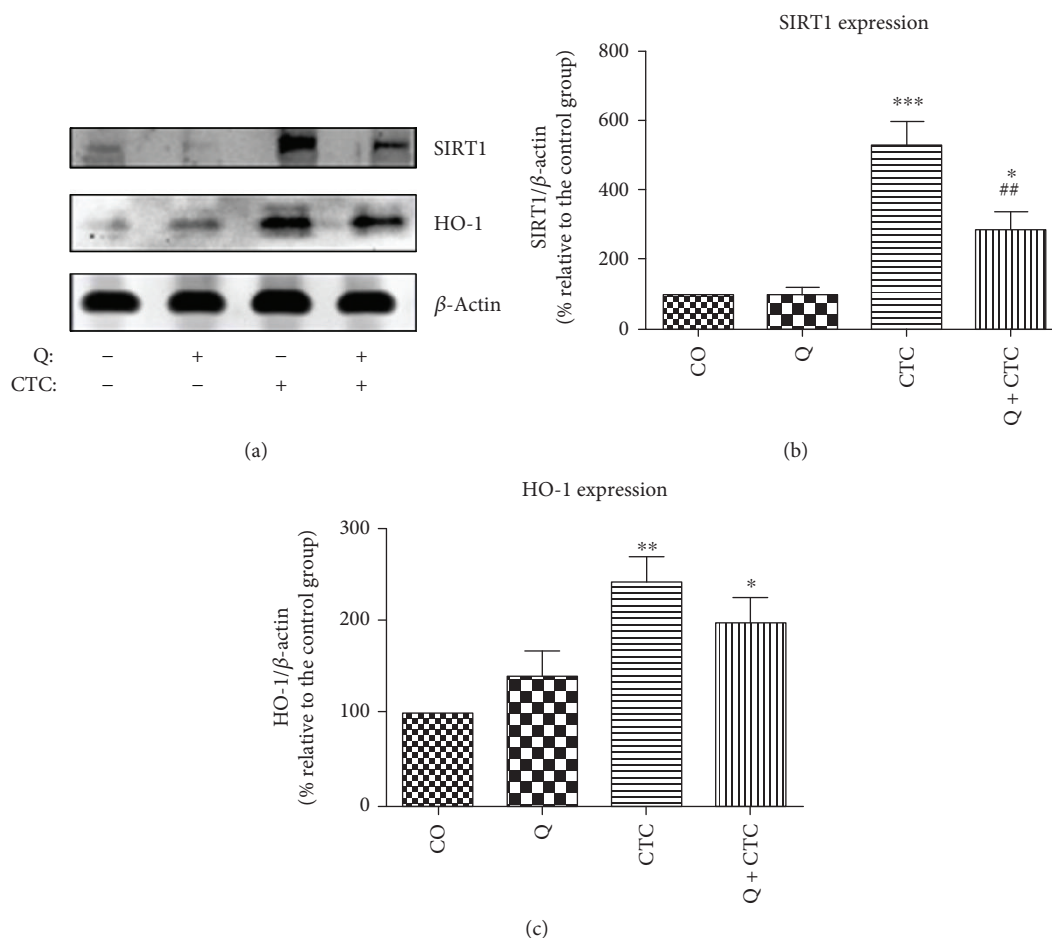 SIRT1
HO-1
β-Actin
Q: − + − +
CTC: − − + +
(a)
SIRT1 expression
SIRT1/β-actin
(% relative to the control group)
800
600
400
200
0
***
*
##
CO
Q
CTC
Q + CTC
(b)
HO-1 expression
HO-1/β-actin
(% relative to the control group)
300
200
100
0
**
*
CO
Q
CTC
Q + CTC
(c)